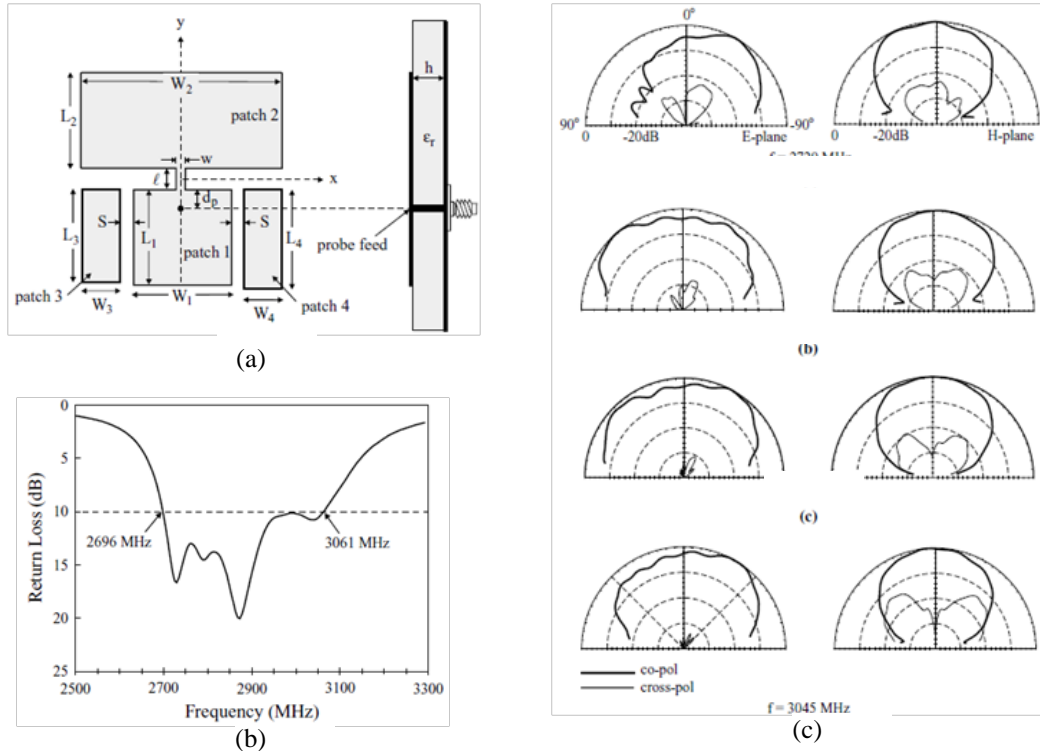 y
W₂
h
patch 2
L₂
εᵣ
w
ℓ
x
dₚ
S
S
L₃
L₁
L₄
patch 1
probe feed
patch 3
patch 4
W₃
W₁
W₄
(a)
0
5
10
15
20
25
Return Loss (dB)
2696 MHz
3061 MHz
2500
2700
2900
3100
3300
Frequency (MHz)
(b)
(c)
0°
90°
-90°
0
-20dB
E-plane
0
-20dB
H-plane
(b)
(c)
co-pol
cross-pol
f = 3045 MHz
(c)